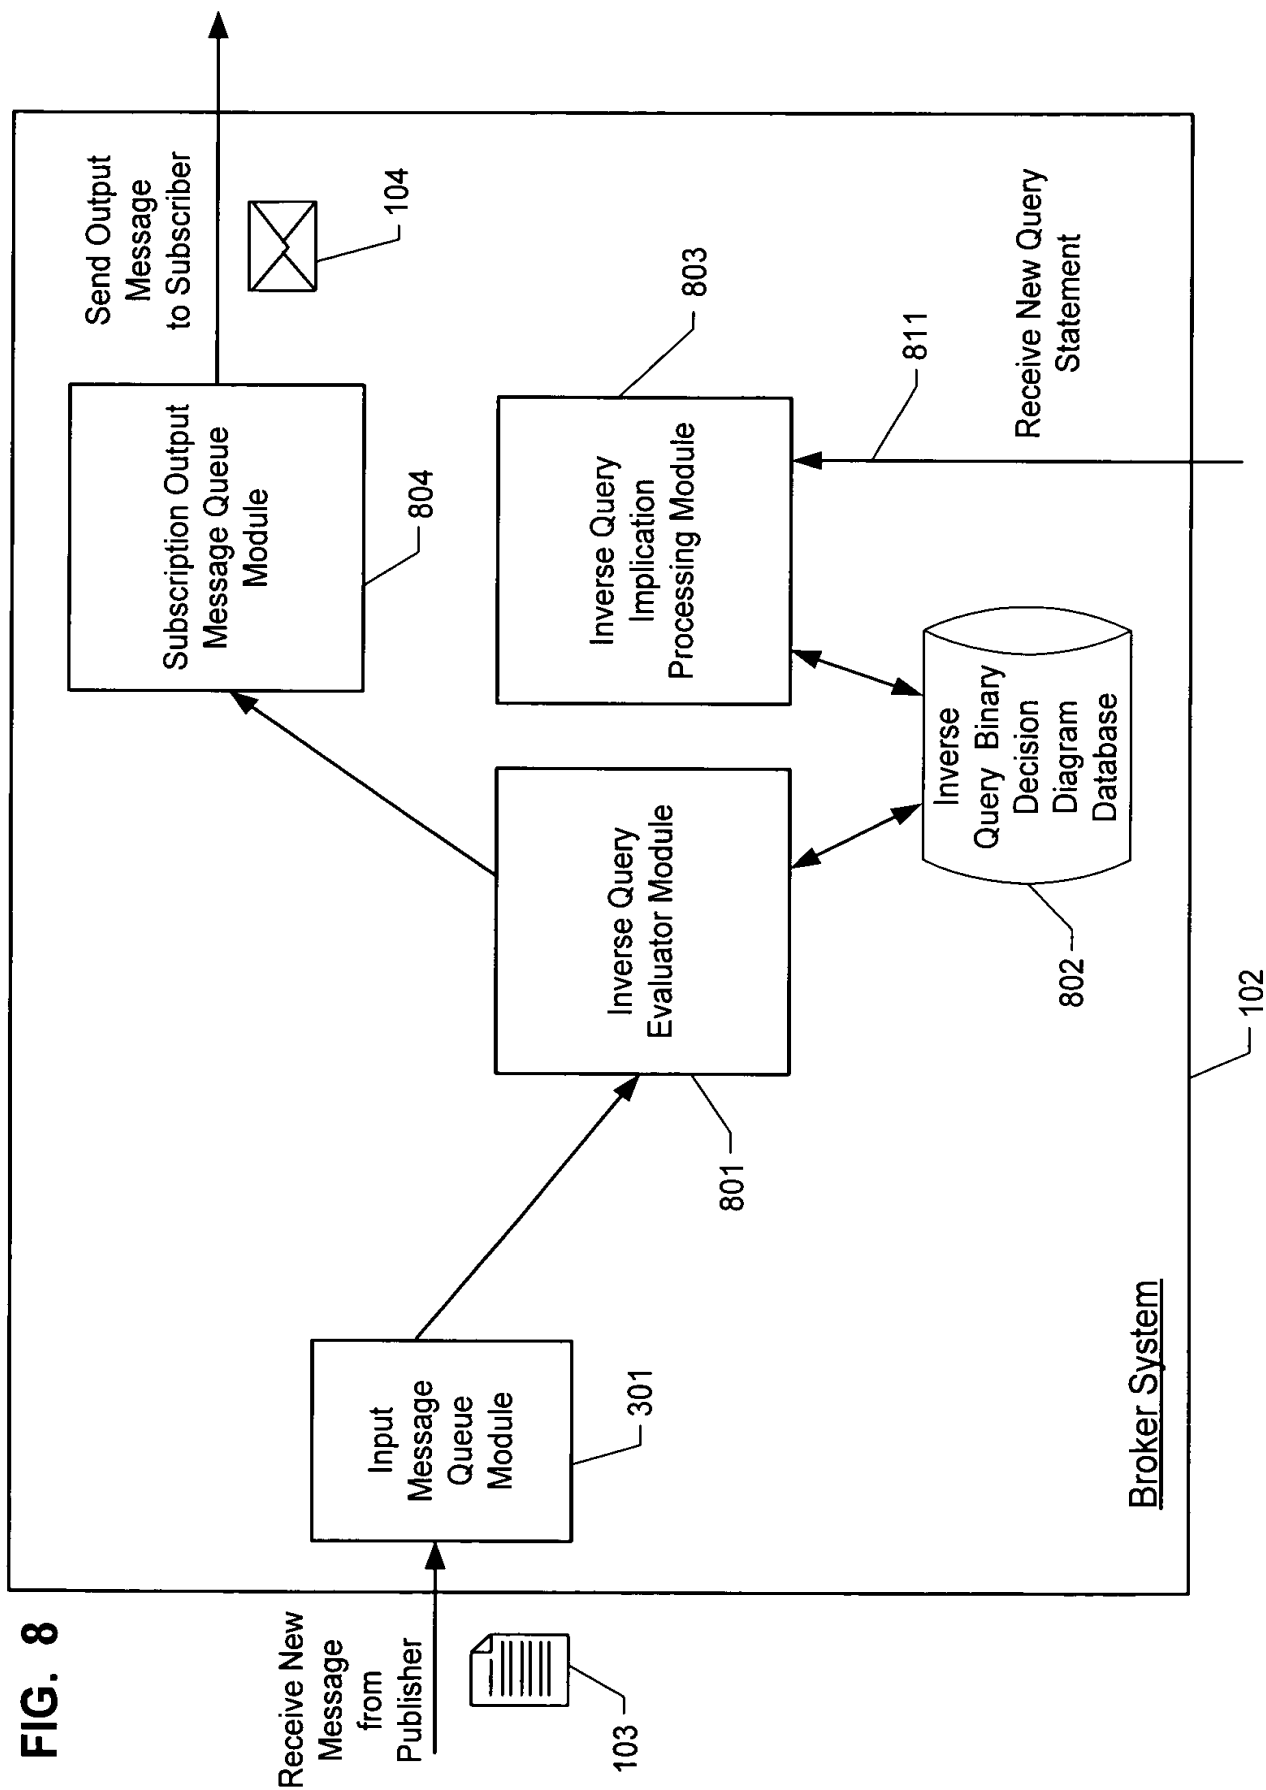 FIG. 8
Receive New
Message
from
Publisher
103
Input
Message
Queue
Module
301
Inverse Query
Evaluator Module
801
Subscription Output
Message Queue
Module
804
Send Output
Message
to Subscriber
104
Inverse Query
Implication
Processing Module
803
811
Receive New Query
Statement
Inverse
Query Binary
Decision
Diagram
Database
802
Broker System
102